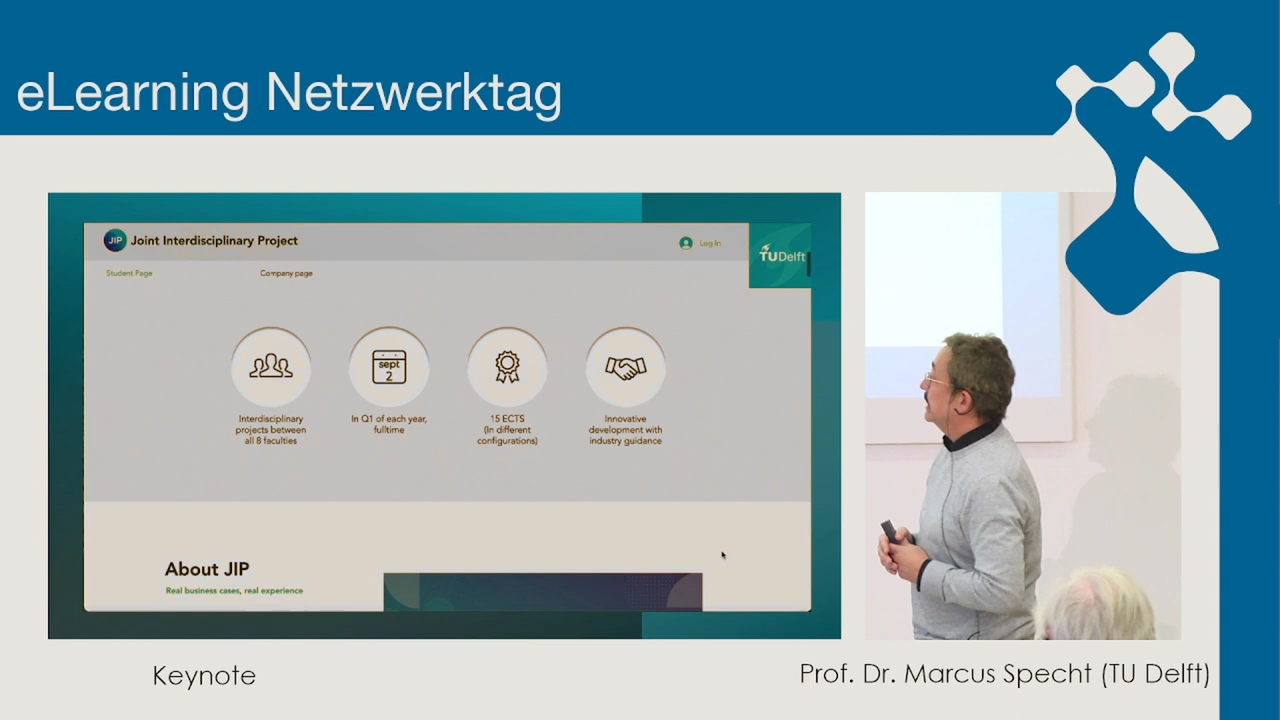 eLearning Netzwerktag
JIP Joint Interdisciplinary Project
Log In
TUDelft
Student Page
Company page
sept
2
Interdisciplinary
projects between
all 8 faculties
In Q1 of each year,
fulltime
15 ECTS
(In different
configurations)
Innovative
development with
industry guidance
About JIP
Real business cases, real experience
Keynote
Prof. Dr. Marcus Specht (TU Delft)